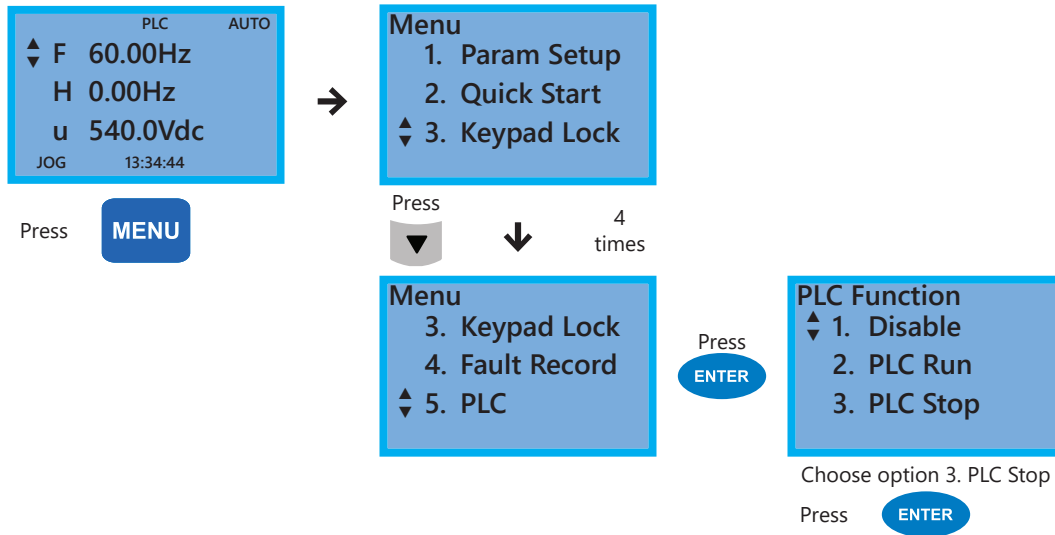 PLC AUTO
F 60.00Hz
H 0.00Hz
u 540.0Vdc
JOG 13:34:44
Press MENU
Menu
1. Param Setup
2. Quick Start
3. Keypad Lock
Press
4
times
Menu
3. Keypad Lock
4. Fault Record
5. PLC
Press
ENTER
PLC Function
1. Disable
2. PLC Run
3. PLC Stop
Choose option 3. PLC Stop
Press ENTER